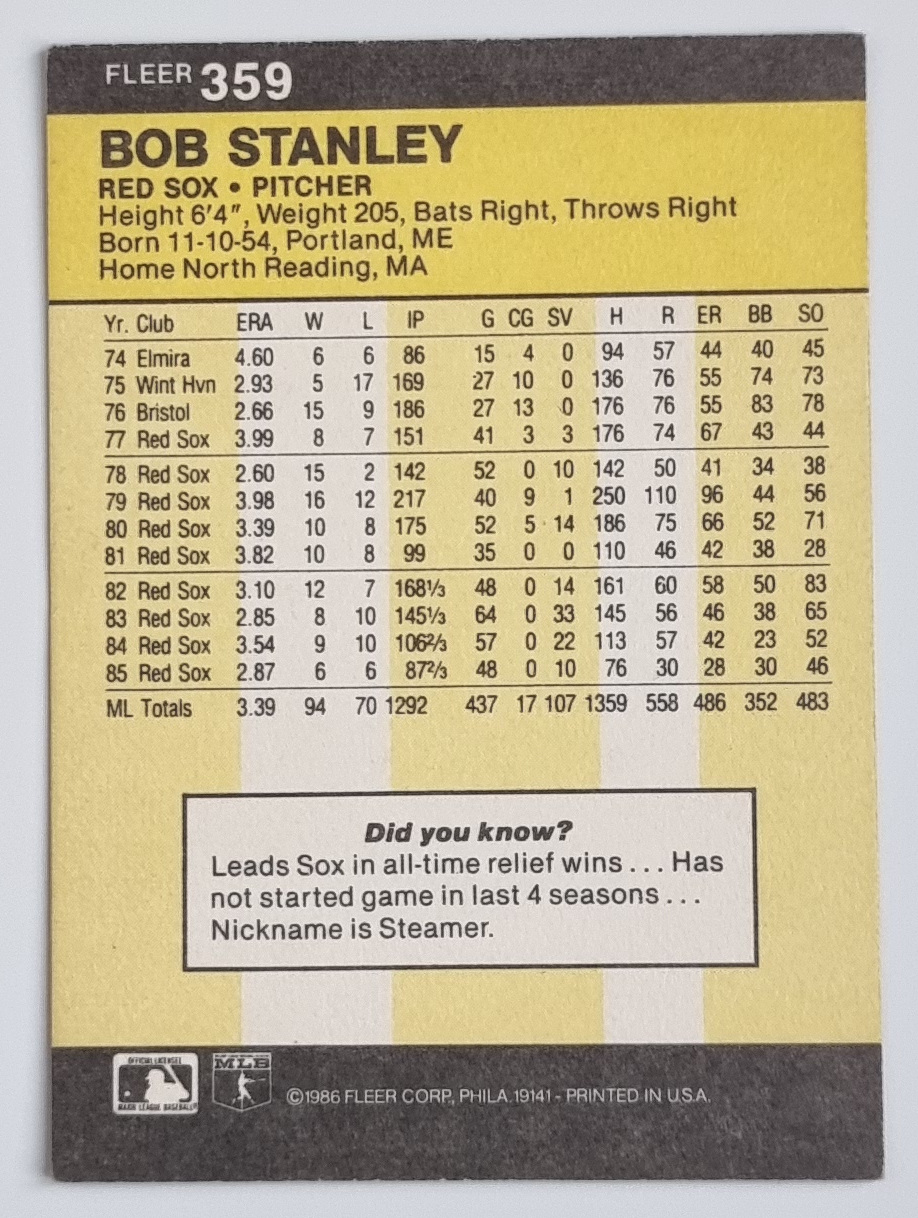 FLEER 359
BOB STANLEY
RED SOX • PITCHER
Height 6'4", Weight 205, Bats Right, Throws Right
Born 11-10-54, Portland, ME
Home North Reading, MA
Yr. Club ERA W L IP G CG SV H R ER BB SO
74 Elmira 4.60 6 6 86 15 4 0 94 57 44 40 45
75 Wint Hvn 2.93 5 17 169 27 10 0 136 76 55 74 73
76 Bristol 2.66 15 9 186 27 13 0 176 76 55 83 78
77 Red Sox 3.99 8 7 151 41 3 3 176 74 67 43 44
78 Red Sox 2.60 15 2 142 52 0 10 142 50 41 34 38
79 Red Sox 3.98 16 12 217 40 9 1 250 110 96 44 56
80 Red Sox 3.39 10 8 175 52 5 14 186 75 66 52 71
81 Red Sox 3.82 10 8 99 35 0 0 110 46 42 38 28
82 Red Sox 3.10 12 7 168⅓ 48 0 14 161 60 58 50 83
83 Red Sox 2.85 8 10 145⅓ 64 0 33 145 56 46 38 65
84 Red Sox 3.54 9 10 106⅔ 57 0 22 113 57 42 23 52
85 Red Sox 2.87 6 6 87⅔ 48 0 10 76 30 28 30 46
ML Totals 3.39 94 70 1292 437 17 107 1359 558 486 352 483
Did you know?
Leads Sox in all-time relief wins . . . Has
not started game in last 4 seasons . . .
Nickname is Steamer.
OFFICIAL LICENSEE
MAJOR LEAGUE BASEBALL
MLB
©1986 FLEER CORP., PHILA. 19141 - PRINTED IN U.S.A.